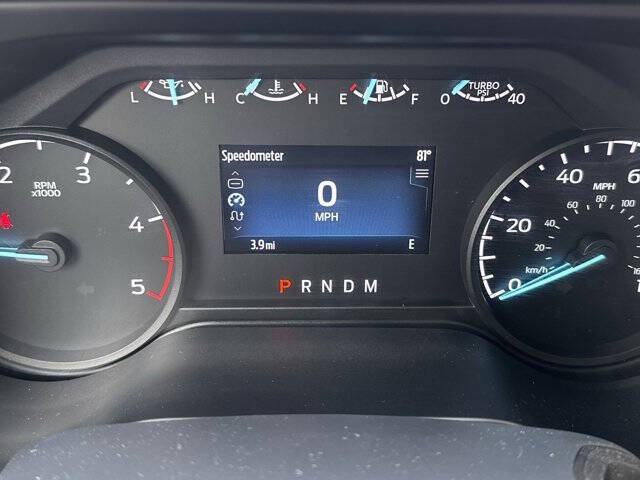 L H C H E F 0 TURBO PSI 40
Speedometer 81°
0
MPH
3.9 mi E
P R N D M
2 3 4 5
RPM
x1000
0 20 40
MPH
20 40 60 80 100
km/h